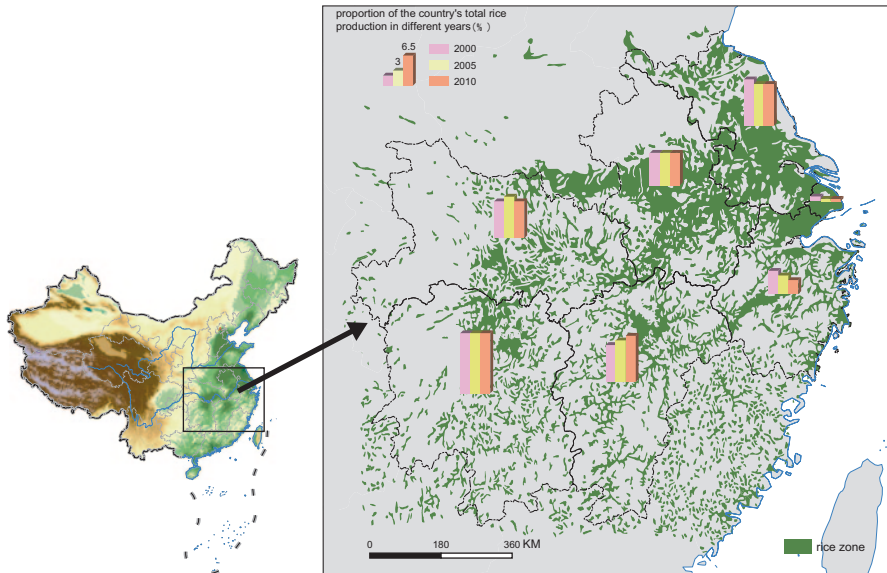 proportion of the country's total rice
production in different years(%)
6.5
3
2000
2005
2010
0 180 360 KM
rice zone